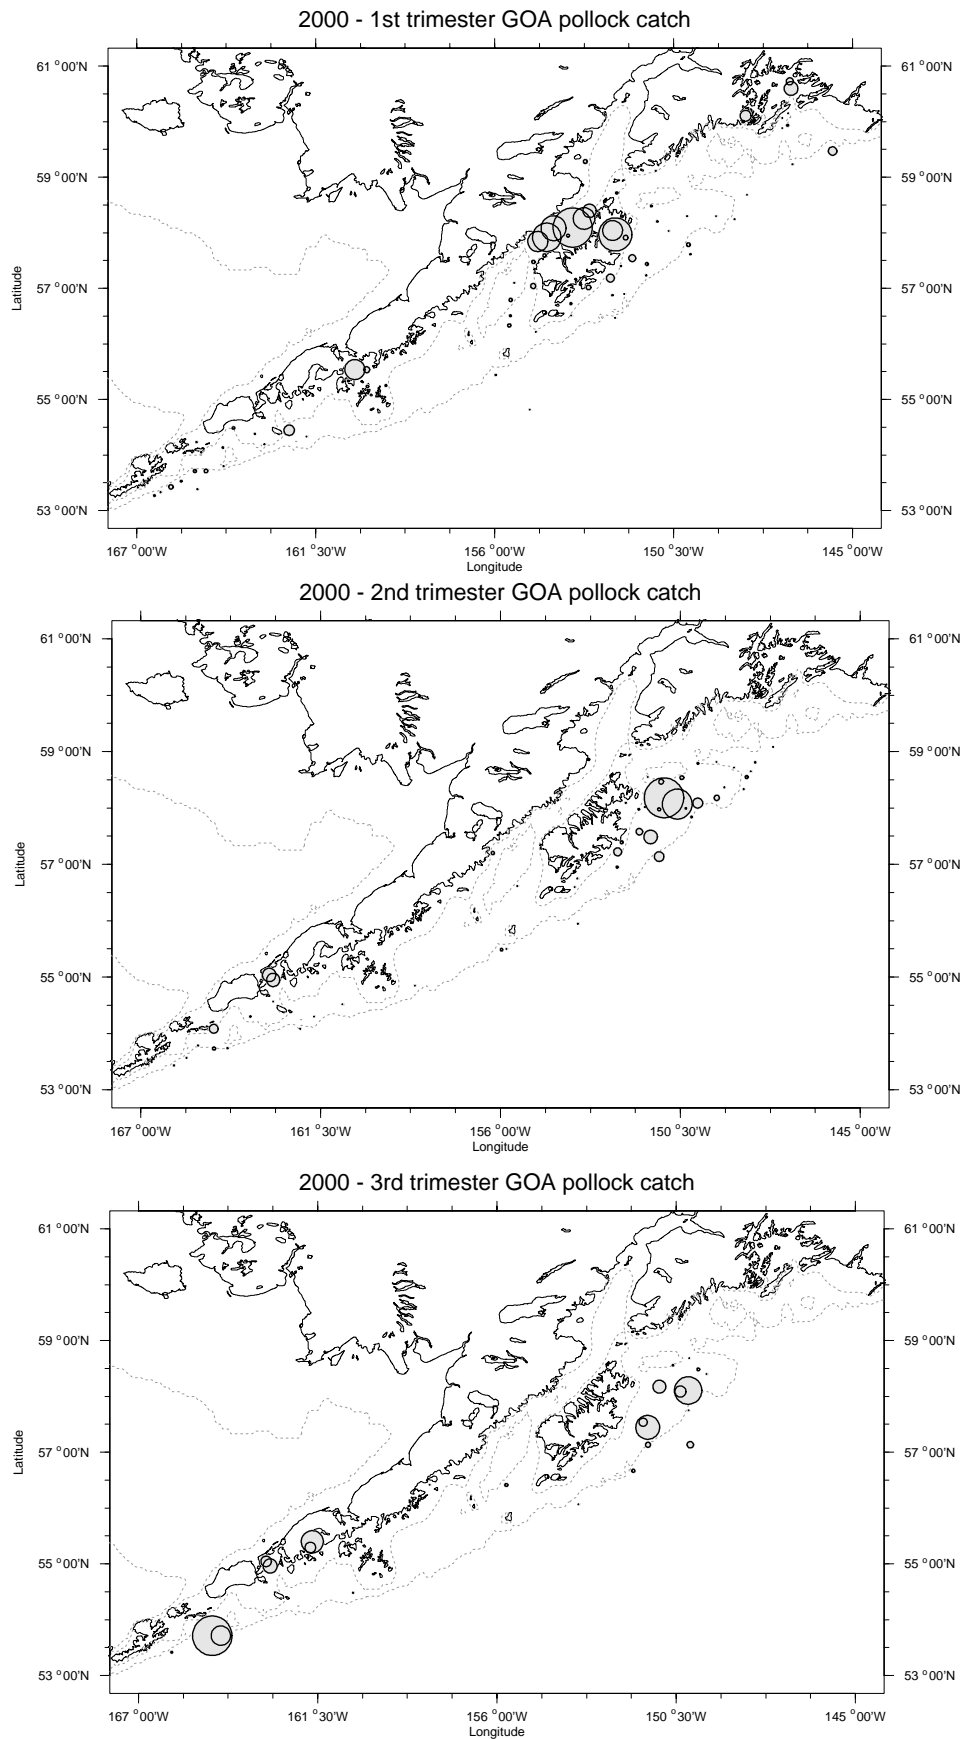 2000 - 1st trimester GOA pollock catch
61 °00'N 61 °00'N
59 °00'N 59 °00'N
57 °00'N 57 °00'N
55 °00'N 55 °00'N
53 °00'N 53 °00'N
Latitude
167 °00'W 161 °30'W 156 °00'W 150 °30'W 145 °00'W
Longitude
2000 - 2nd trimester GOA pollock catch
61 °00'N 61 °00'N
59 °00'N 59 °00'N
57 °00'N 57 °00'N
55 °00'N 55 °00'N
53 °00'N 53 °00'N
Latitude
167 °00'W 161 °30'W 156 °00'W 150 °30'W 145 °00'W
Longitude
2000 - 3rd trimester GOA pollock catch
61 °00'N 61 °00'N
59 °00'N 59 °00'N
57 °00'N 57 °00'N
55 °00'N 55 °00'N
53 °00'N 53 °00'N
Latitude
167 °00'W 161 °30'W 156 °00'W 150 °30'W 145 °00'W
Longitude